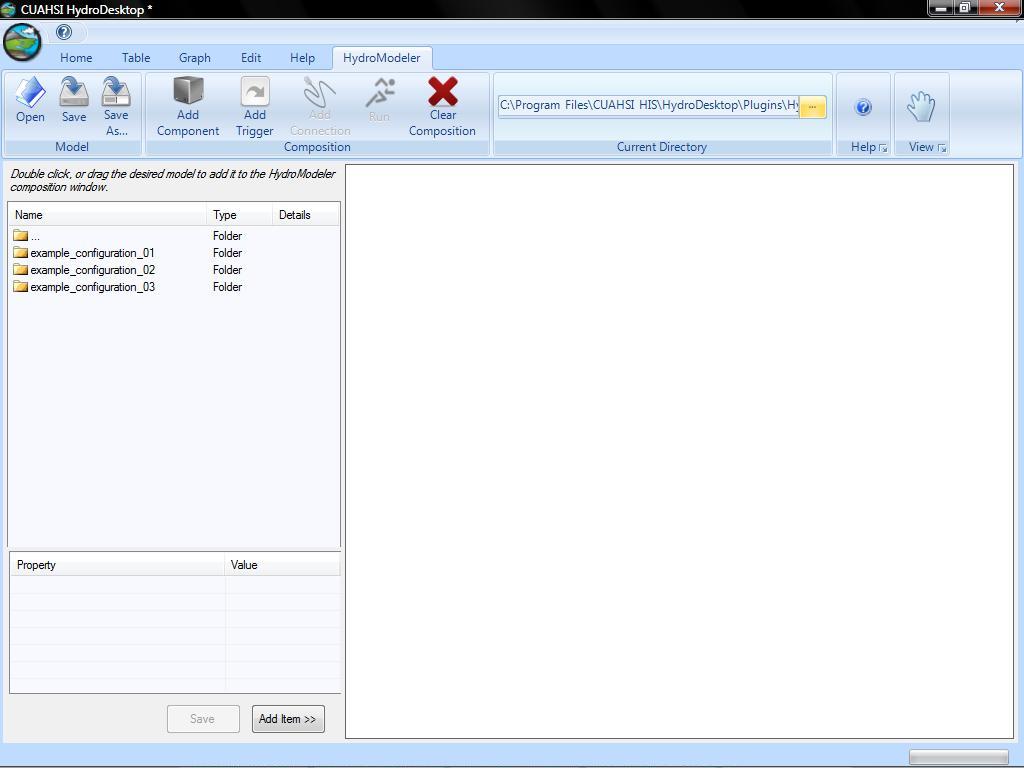 CUAHSI HydroDesktop *
Home Table Graph Edit Help HydroModeler
Open Save Save As...
Model
Add Component Add Trigger Add Connection Run Clear Composition
Composition
C:\Program Files\CUAHSI HIS\HydroDesktop\Plugins\Hy ...
Current Directory
Help
View
Double click, or drag the desired model to add it to the HydroModeler
composition window.
Name Type Details
... Folder
example_configuration_01 Folder
example_configuration_02 Folder
example_configuration_03 Folder
Property Value
Save Add Item >>